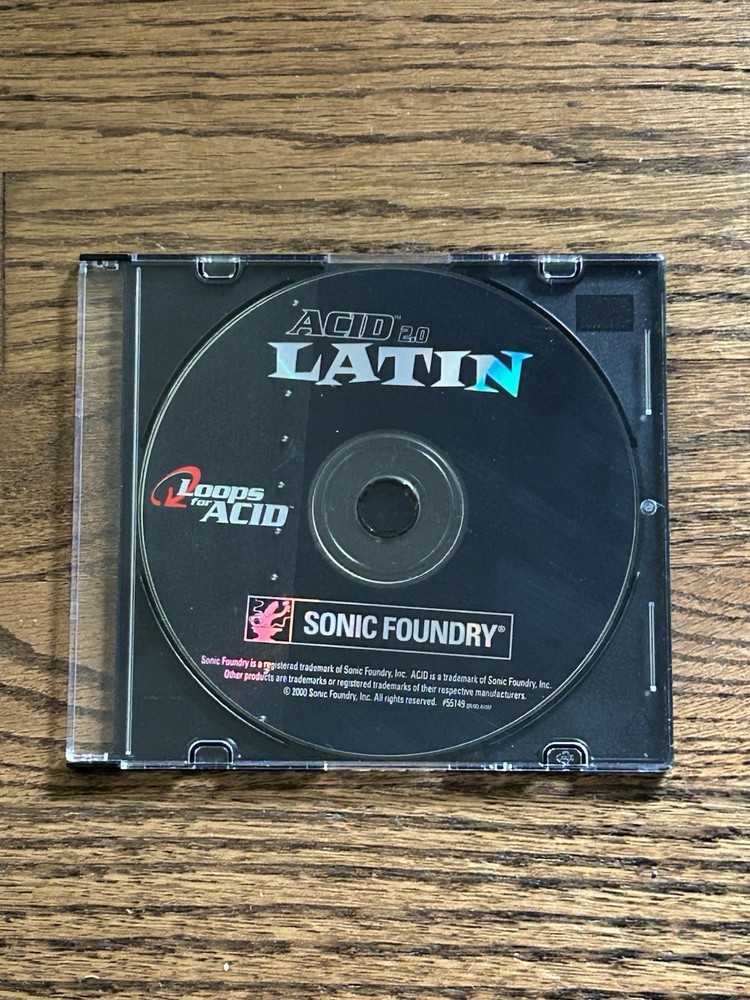 ACID™ 2.0
LATIN
Loops
for ACID™
SONIC FOUNDRY®
Sonic Foundry is a registered trademark of Sonic Foundry, Inc. ACID is a trademark of Sonic Foundry, Inc.
Other products are trademarks or registered trademarks of their respective manufacturers.
© 2000 Sonic Foundry, Inc. All rights reserved. #55149